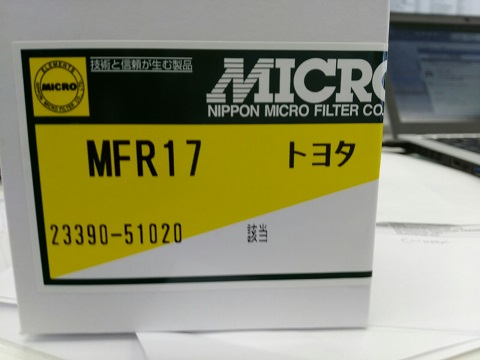 ELEMENTS
MICRO
技術と信頼が生む製品
MICRO
NIPPON MICRO FILTER CO.
MFR17 トヨタ
23390-51020